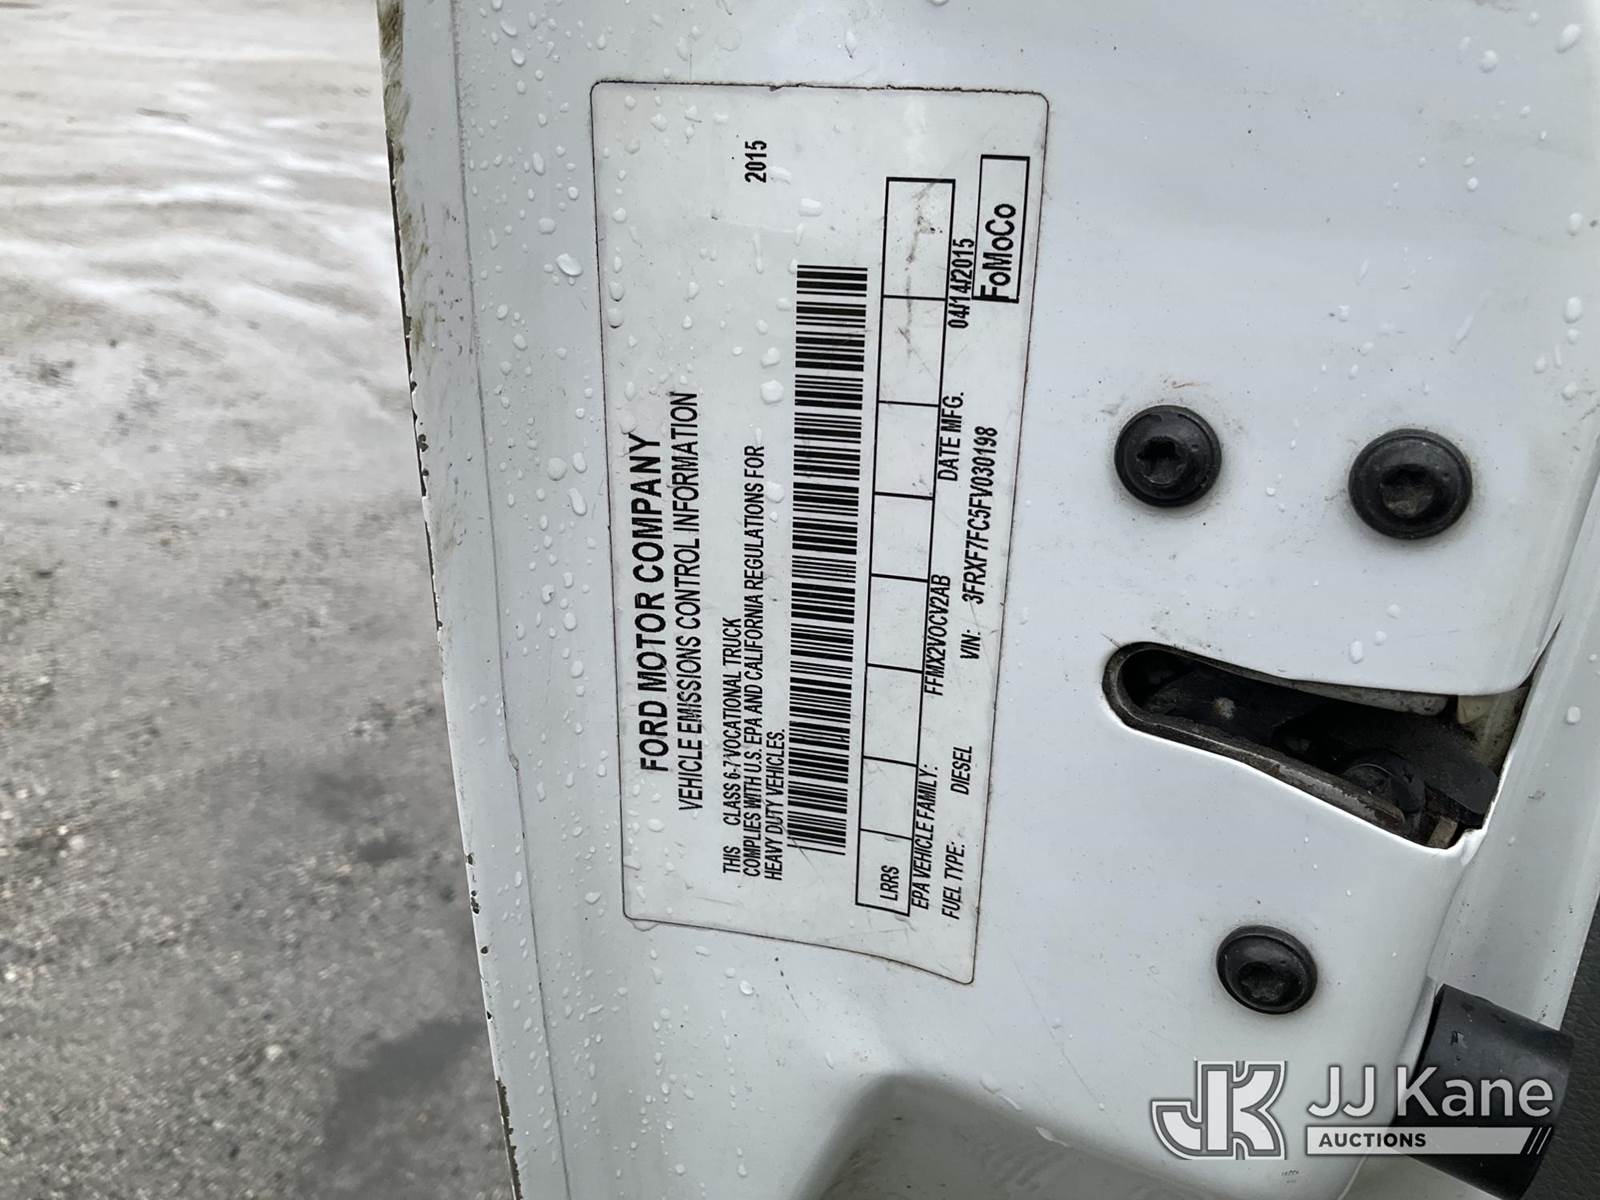 2015
FORD MOTOR COMPANY
VEHICLE EMISSIONS CONTROL INFORMATION
THIS CLASS 6-7 VOCATIONAL TRUCK
COMPLIES WITH U.S. EPA AND CALIFORNIA REGULATIONS FOR
HEAVY DUTY VEHICLES.
LRRS
EPA VEHICLE FAMILY: FFMX2VOCV2AB DATE MFG. 04/14/2015
FUEL TYPE: DIESEL VIN: 3FRXF7FC5FV030198 FoMoCo
JK JJ Kane
AUCTIONS